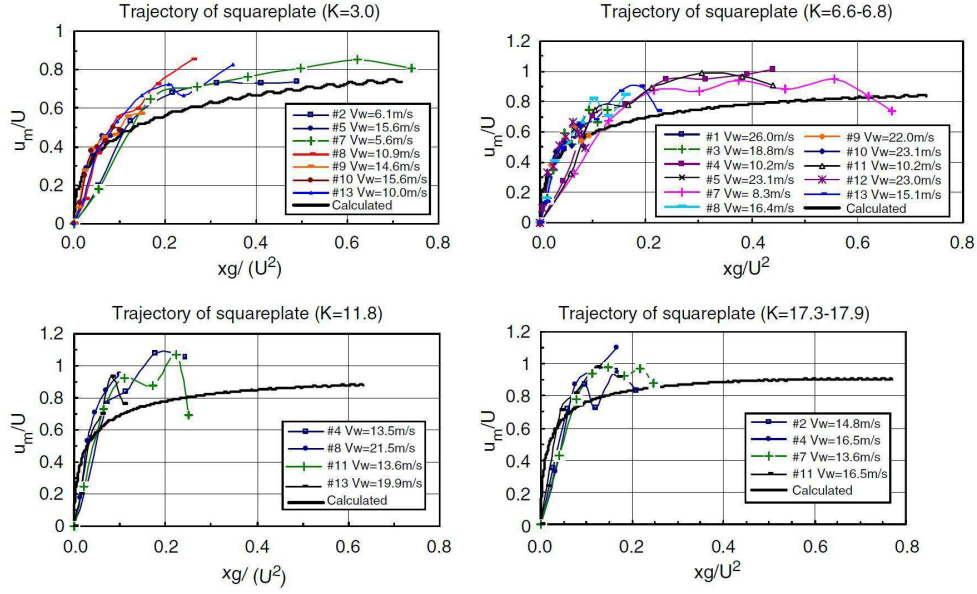 Trajectory of squareplate (K=3.0)
1
0.8
0.6
0.4
0.2
0
u_m/U
0.0 0.2 0.4 0.6 0.8
xg/ (U²)
#2 Vw=6.1m/s
#5 Vw=15.6m/s
#7 Vw=5.6m/s
#8 Vw=10.9m/s
#9 Vw=14.6m/s
#10 Vw=15.6m/s
#13 Vw=10.0m/s
Calculated
Trajectory of squareplate (K=6.6-6.8)
1.2
1
0.8
0.6
0.4
0.2
0
u_m/U
0.0 0.2 0.4 0.6 0.8
xg/U²
#1 Vw=26.0m/s
#3 Vw=18.8m/s
#4 Vw=10.2m/s
#5 Vw=23.1m/s
#7 Vw=8.3m/s
#8 Vw=16.4m/s
#9 Vw=22.0m/s
#10 Vw=23.1m/s
#11 Vw=10.2m/s
#12 Vw=23.0m/s
#13 Vw=15.1m/s
Calculated
Trajectory of squareplate (K=11.8)
1.2
1
0.8
0.6
0.4
0.2
0
u_m/U
0.0 0.2 0.4 0.6 0.8
xg/ (U²)
#4 Vw=13.5m/s
#8 Vw=21.5m/s
#11 Vw=13.6m/s
#13 Vw=19.9m/s
Calculated
Trajectory of squareplate (K=17.3-17.9)
1.2
1
0.8
0.6
0.4
0.2
0
u_m/U
0.0 0.2 0.4 0.6 0.8
xg/U²
#2 Vw=14.8m/s
#4 Vw=16.5m/s
#7 Vw=13.6m/s
#11 Vw=16.5m/s
Calculated